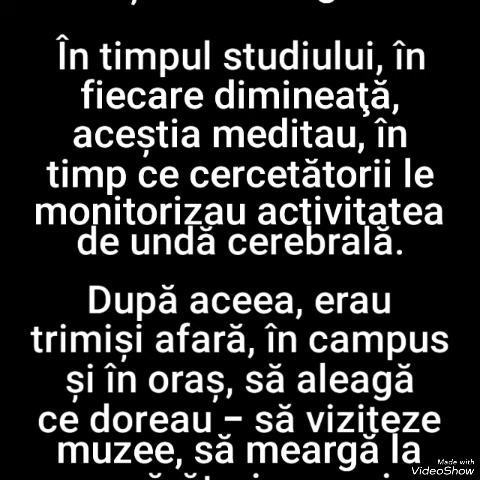 În timpul studiului, în
fiecare dimineaţă,
aceștia meditau, în
timp ce cercetătorii le
monitorizau activitatea
de undă cerebrală.
După aceea, erau
trimiși afară, în campus
și în oraș, să aleagă
ce doreau – să viziteze
muzee, să meargă la
Made with
VideoShow